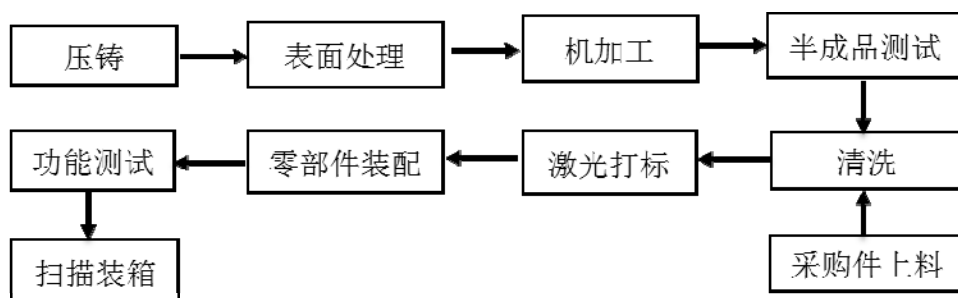 压铸
表面处理
机加工
半成品测试
功能测试
零部件装配
激光打标
清洗
扫描装箱
采购件上料